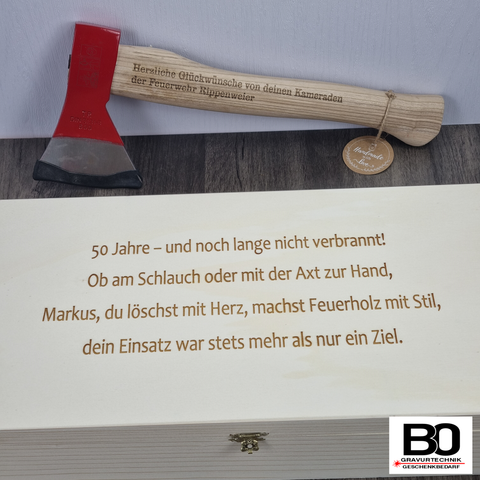 Herzliche Glückwünsche von deinen Kameraden
der Feuerwehr Rippenweier
Handmade
50 Jahre – und noch lange nicht verbrannt!
Ob am Schlauch oder mit der Axt zur Hand,
Markus, du löschst mit Herz, machst Feuerholz mit Stil,
dein Einsatz war stets mehr als nur ein Ziel.
BO
GRAVURTECHNIK
GESCHENKBEDARF